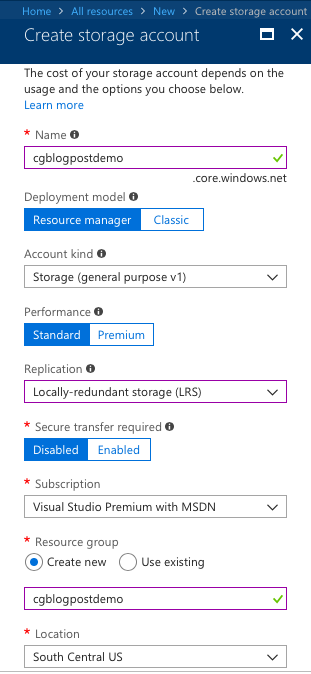 Home > All resources > New > Create storage account
Create storage account
The cost of your storage account depends on the
usage and the options you choose below.
Learn more
* Name
cgblogpostdemo
.core.windows.net
Deployment model
Resource manager Classic
Account kind
Storage (general purpose v1)
Performance
Standard Premium
Replication
Locally-redundant storage (LRS)
* Secure transfer required
Disabled Enabled
* Subscription
Visual Studio Premium with MSDN
* Resource group
Create new Use existing
cgblogpostdemo
* Location
South Central US